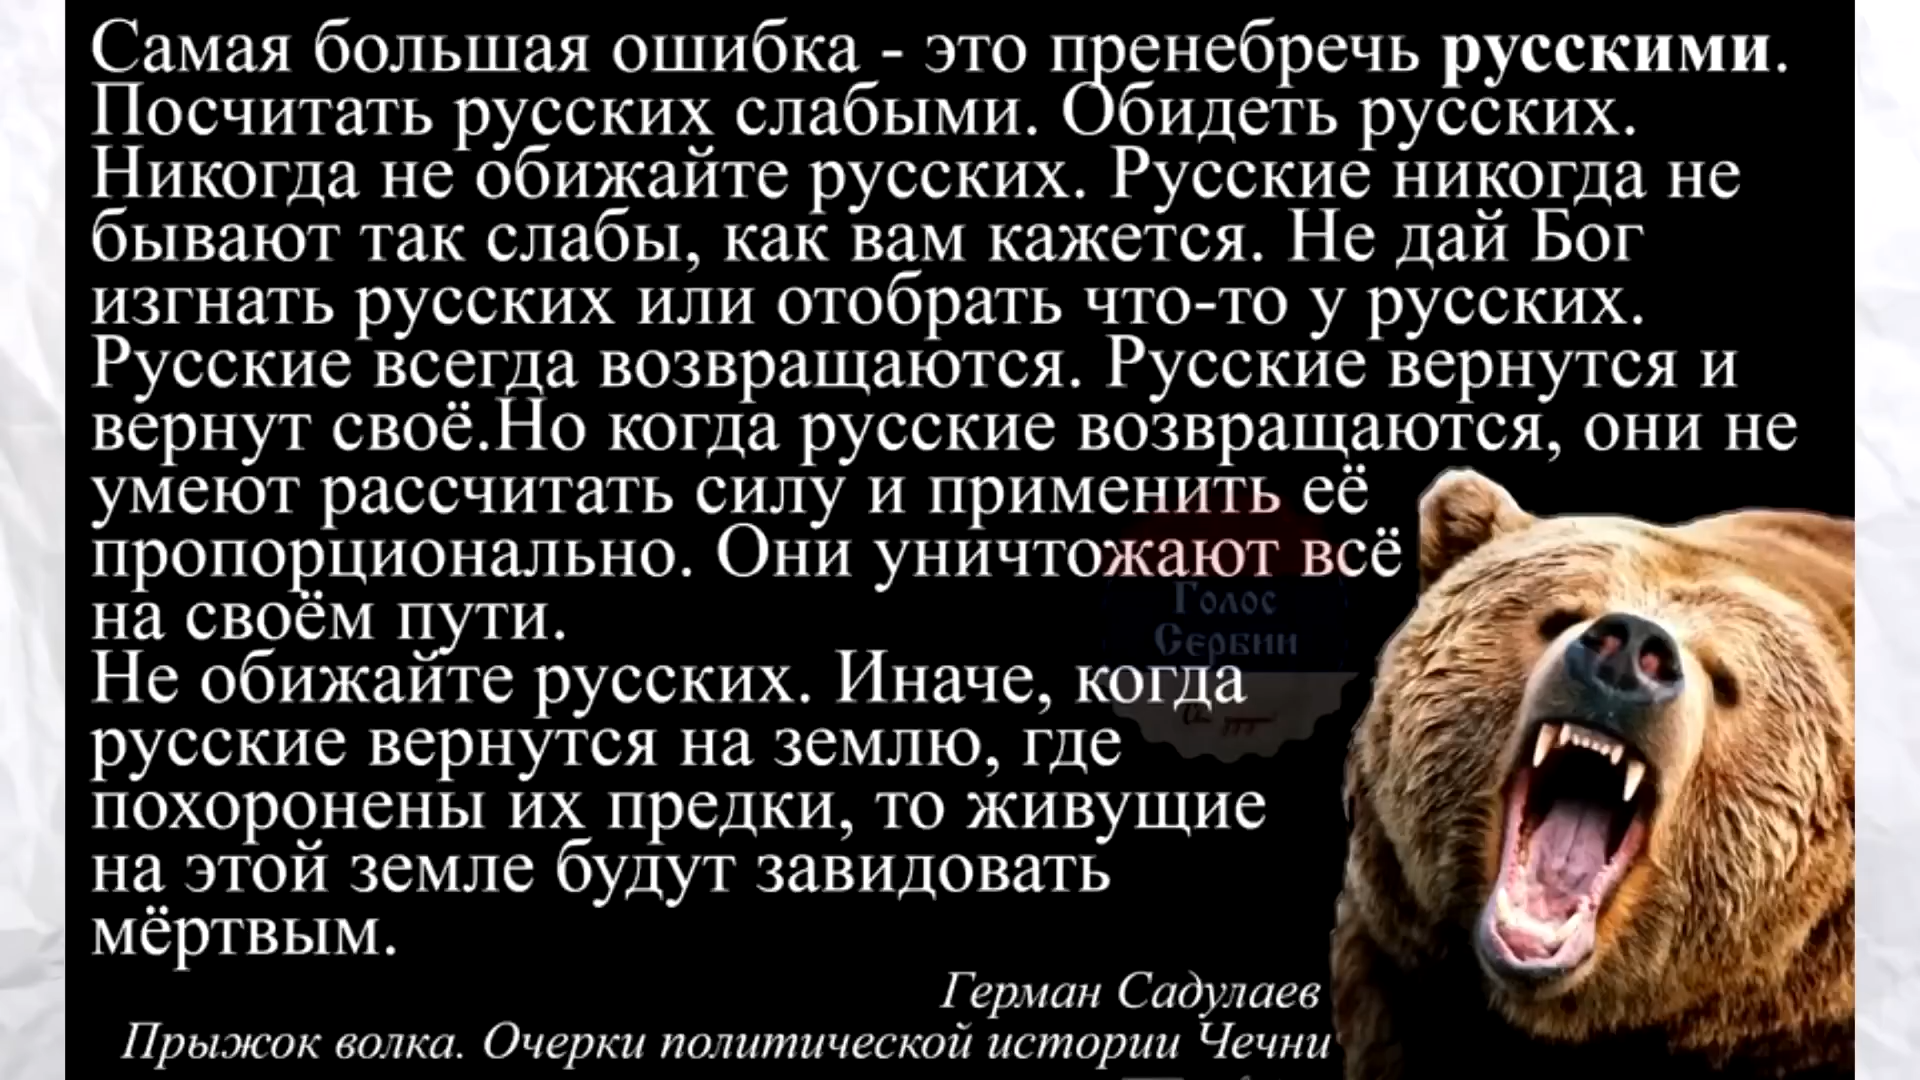 Самая большая ошибка - это пренебречь русскими.
Посчитать русских слабыми. Обидеть русских.
Никогда не обижайте русских. Русские никогда не
бывают так слабы, как вам кажется. Не дай Бог
изгнать русских или отобрать что-то у русских.
Русские всегда возвращаются. Русские вернутся и
вернут своё.Но когда русские возвращаются, они не
умеют рассчитать силу и применить её
пропорционально. Они уничтожают всё
на своём пути.
Не обижайте русских. Иначе, когда
русские вернутся на землю, где
похоронены их предки, то живущие
на этой земле будут завидовать
мёртвым.
Герман Садулаев
Прыжок волка. Очерки политической истории Чечни
Голос
Сербии